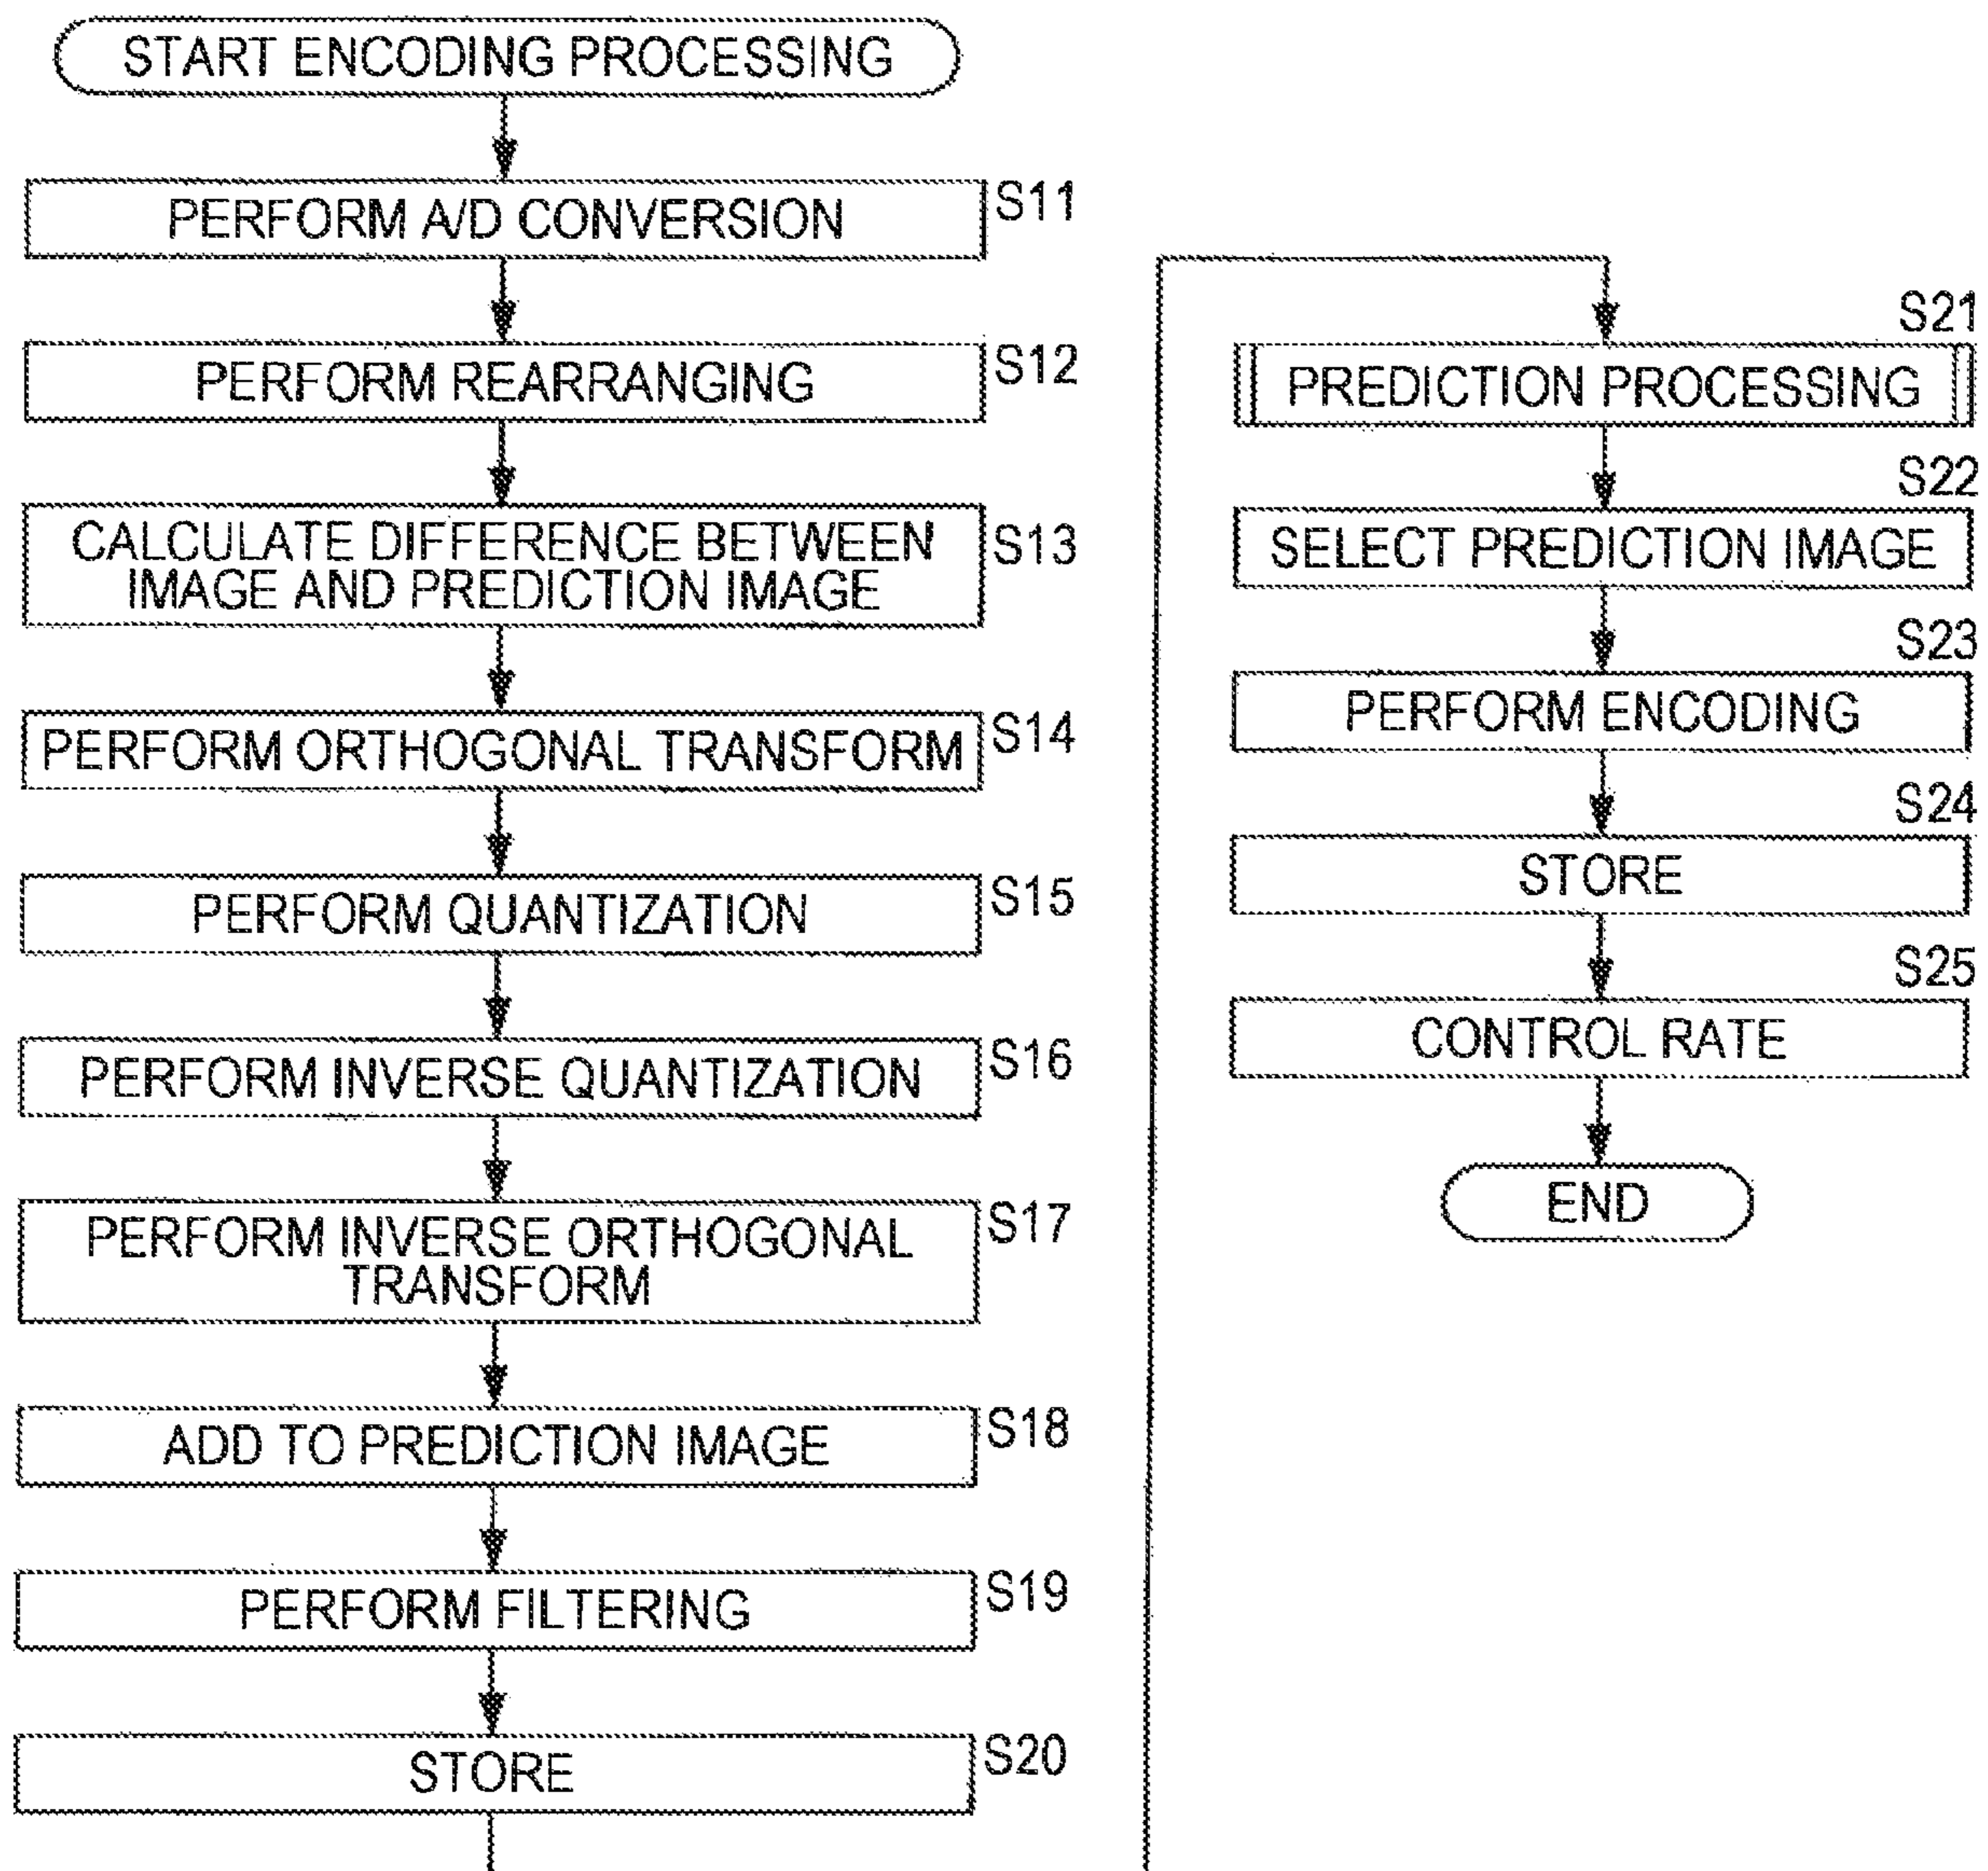 START ENCODING PROCESSING
PERFORM A/D CONVERSION
S11
PERFORM REARRANGING
S12
CALCULATE DIFFERENCE BETWEEN
IMAGE AND PREDICTION IMAGE
S13
PERFORM ORTHOGONAL TRANSFORM
S14
PERFORM QUANTIZATION
S15
PERFORM INVERSE QUANTIZATION
S16
PERFORM INVERSE ORTHOGONAL
TRANSFORM
S17
ADD TO PREDICTION IMAGE
S18
PERFORM FILTERING
S19
STORE
S20
S21
PREDICTION PROCESSING
S22
SELECT PREDICTION IMAGE
S23
PERFORM ENCODING
S24
STORE
S25
CONTROL RATE
END